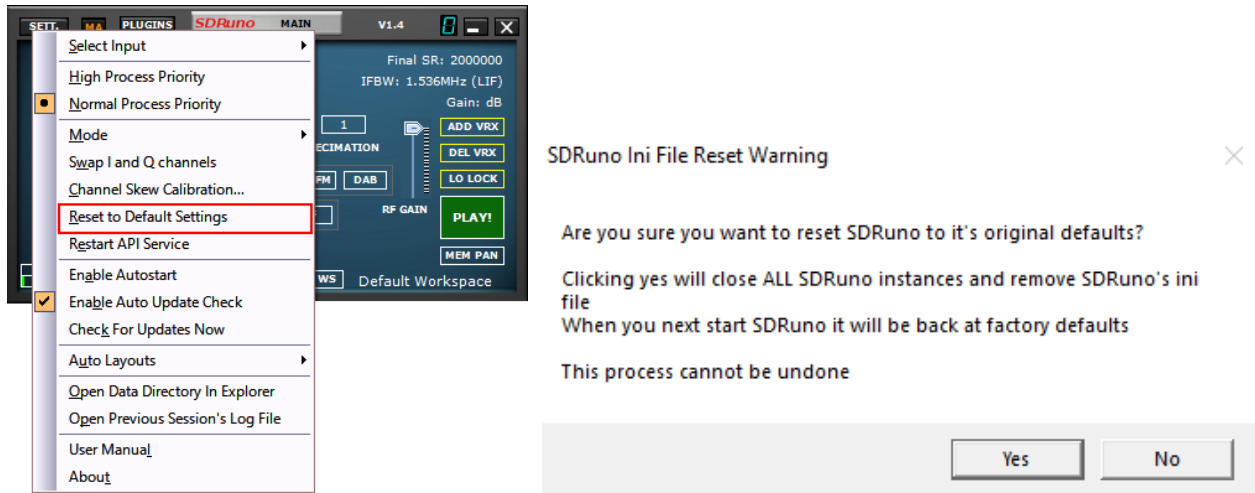 SETT. MA PLUGINS SDRuno MAIN V1.4
Select Input
High Process Priority
Normal Process Priority
Mode
Swap I and Q channels
Channel Skew Calibration...
Reset to Default Settings
Restart API Service
Enable Autostart
Enable Auto Update Check
Check For Updates Now
Auto Layouts
Open Data Directory In Explorer
Open Previous Session's Log File
User Manual
About
Final SR: 2000000
IFBW: 1.536MHz (LIF)
Gain: dB
1
ADD VRX
ECIMATION
DEL VRX
FM DAB
LO LOCK
RF GAIN
PLAY!
MEM PAN
WS Default Workspace
SDRuno Ini File Reset Warning
Are you sure you want to reset SDRuno to it's original defaults?
Clicking yes will close ALL SDRuno instances and remove SDRuno's ini
file
When you next start SDRuno it will be back at factory defaults
This process cannot be undone
Yes No